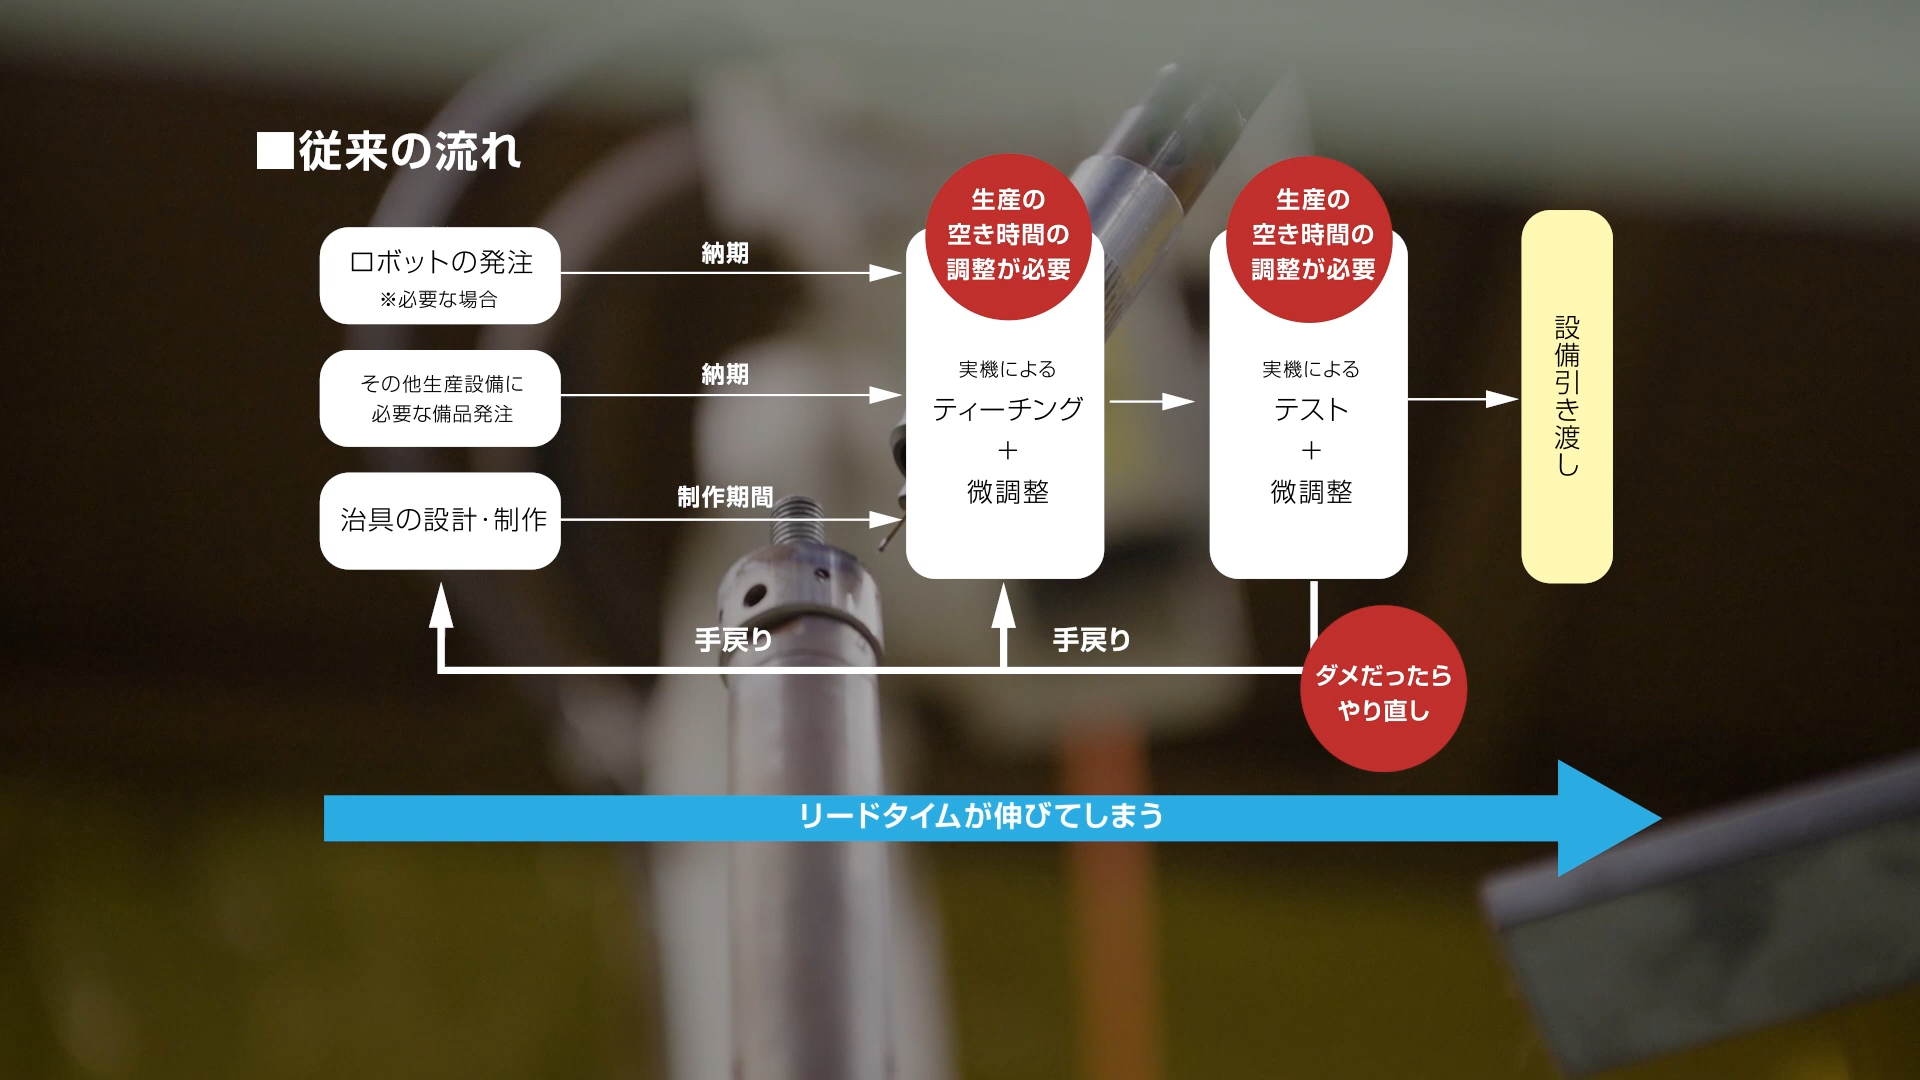 ■従来の流れ
ロボットの発注
※必要な場合
納期
その他生産設備に
必要な備品発注
納期
治具の設計・制作
制作期間
生産の
空き時間の
調整が必要
実機による
ティーチング
＋
微調整
生産の
空き時間の
調整が必要
実機による
テスト
＋
微調整
設備引き渡し
手戻り
手戻り
ダメだったら
やり直し
リードタイムが伸びてしまう